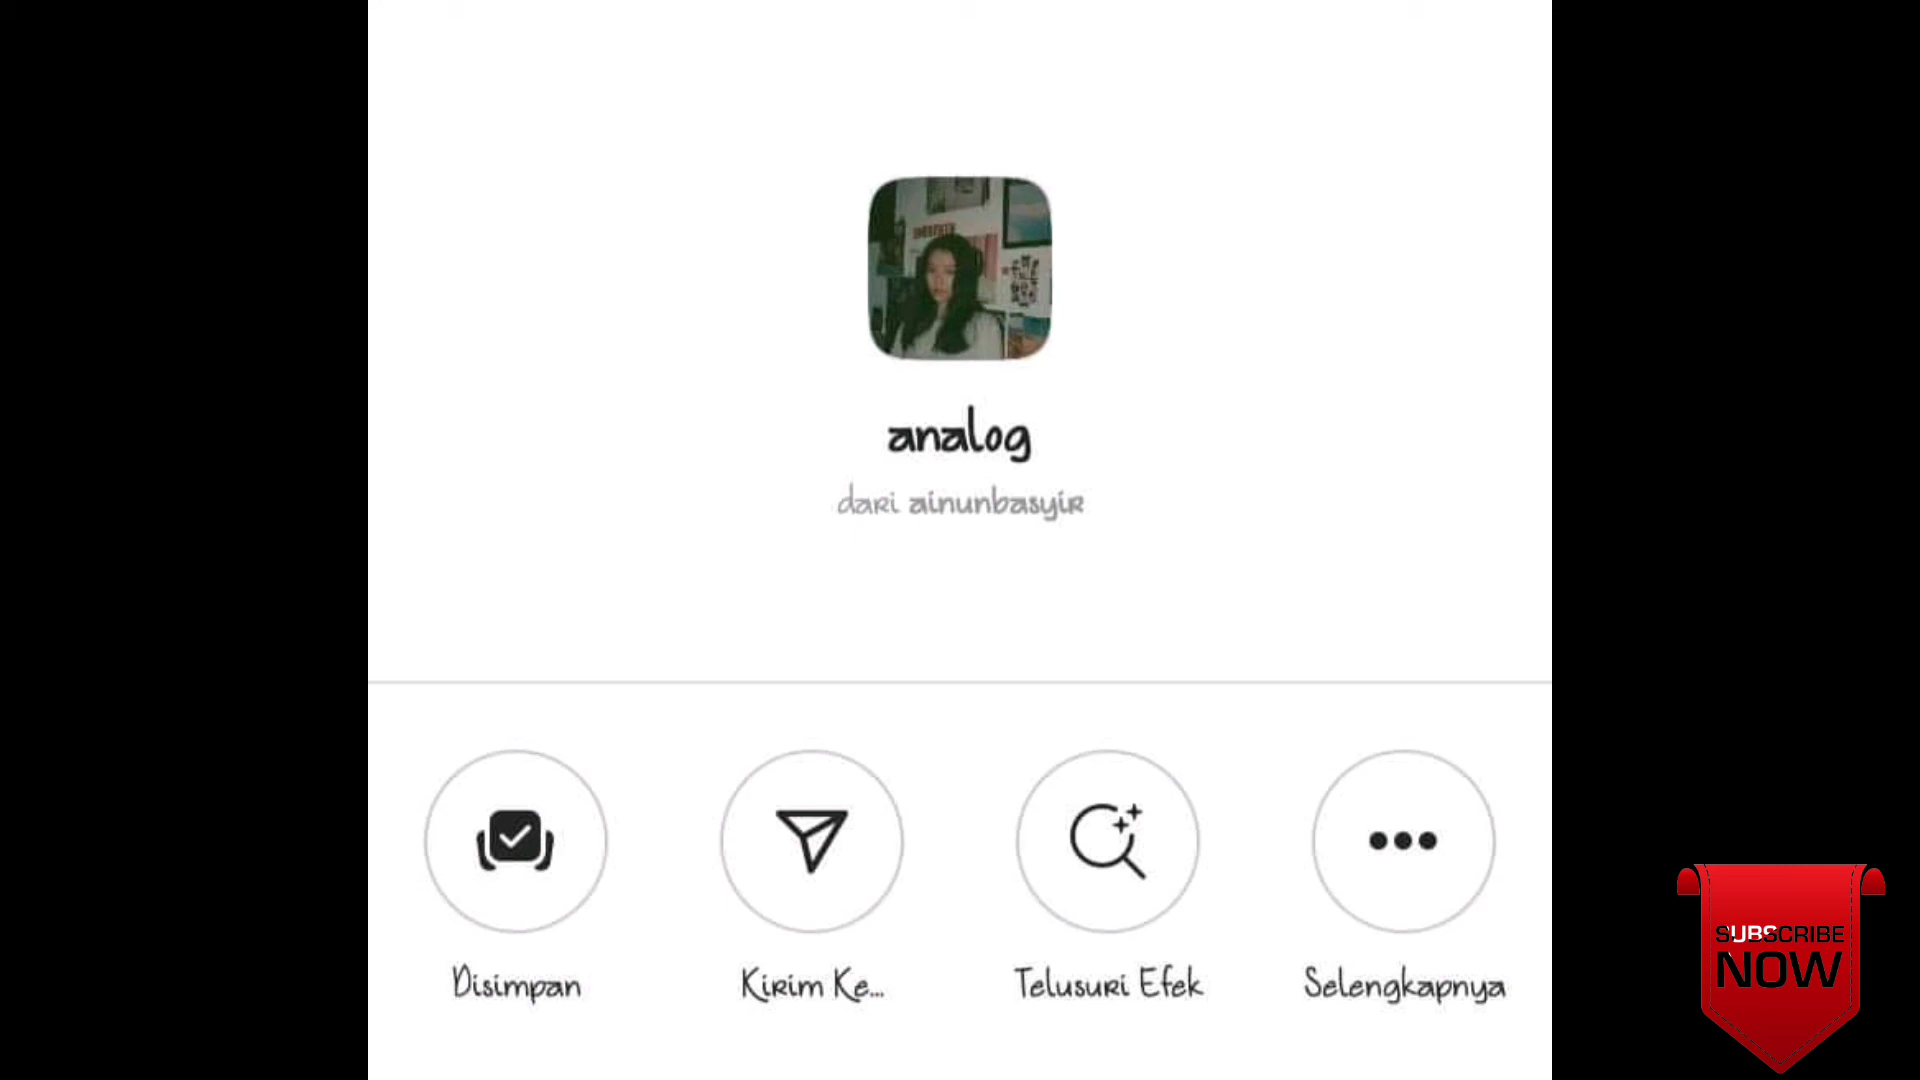 analog
dari ainunbasyir
Disimpan
Kirim Ke...
Telusuri Efek
Selengkapnya
SUBSCRIBE
NOW